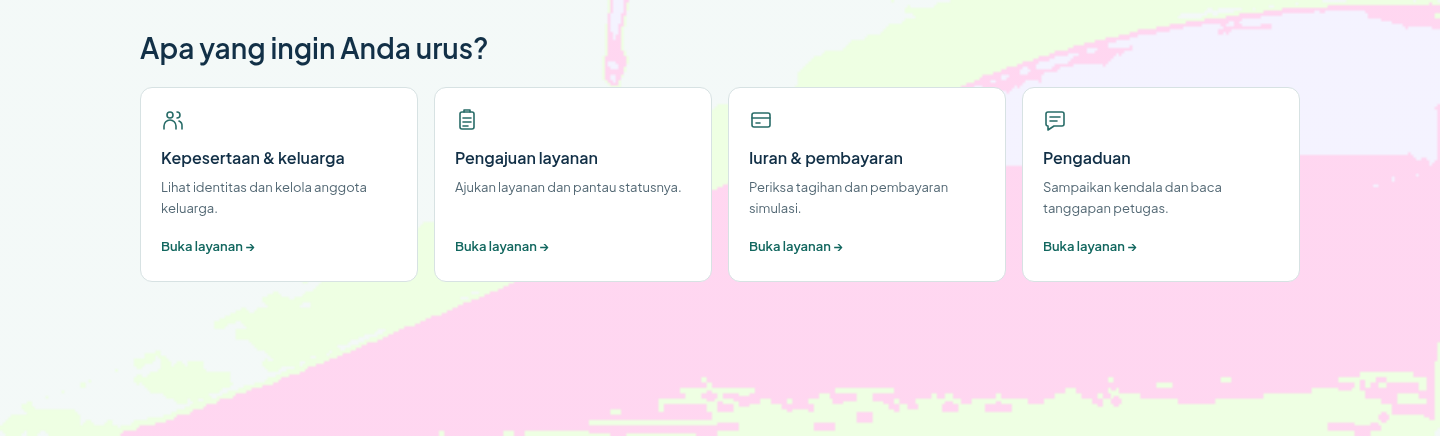 Apa yang ingin Anda urus?
Kepesertaan & keluarga
Lihat identitas dan kelola anggota
keluarga.
Buka layanan →
Pengajuan layanan
Ajukan layanan dan pantau statusnya.
Buka layanan →
Iuran & pembayaran
Periksa tagihan dan pembayaran
simulasi.
Buka layanan →
Pengaduan
Sampaikan kendala dan baca
tanggapan petugas.
Buka layanan →